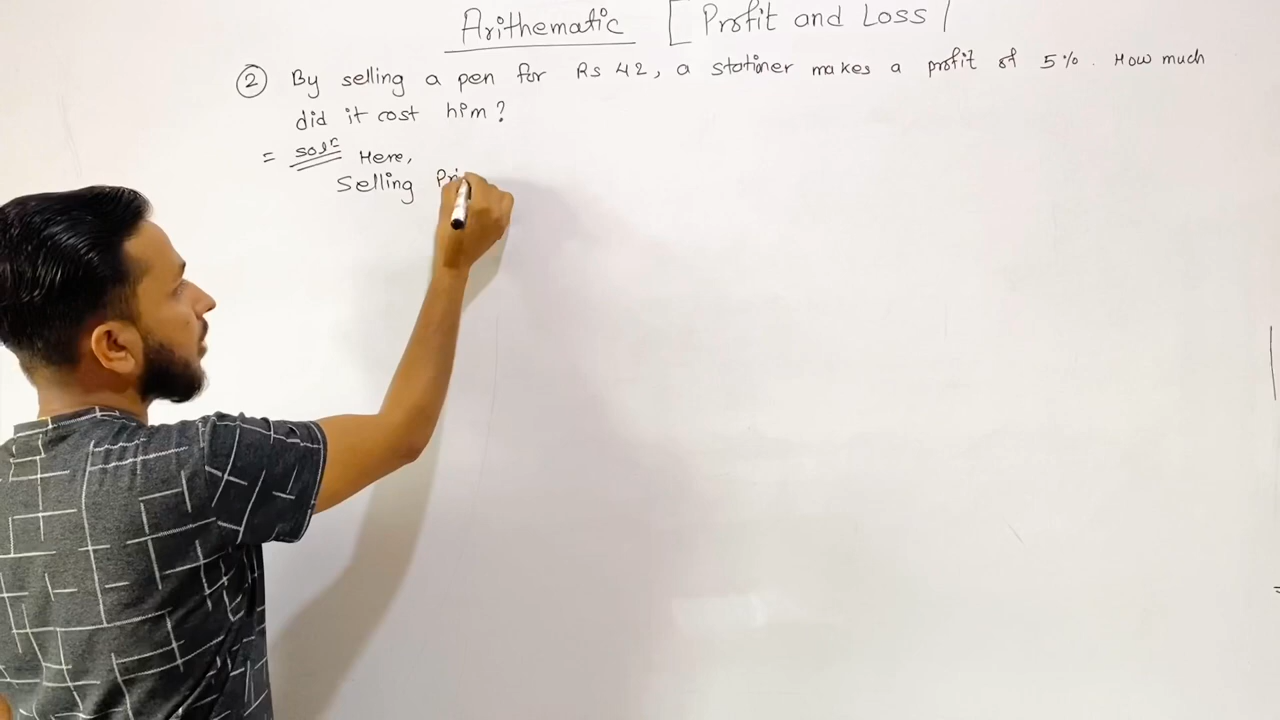 Arithematic [ Profit and Loss ]
② By selling a pen for Rs 42, a stationer makes a profit of 5%. How much
did it cost him?
= Solⁿ Here,
Selling Pri